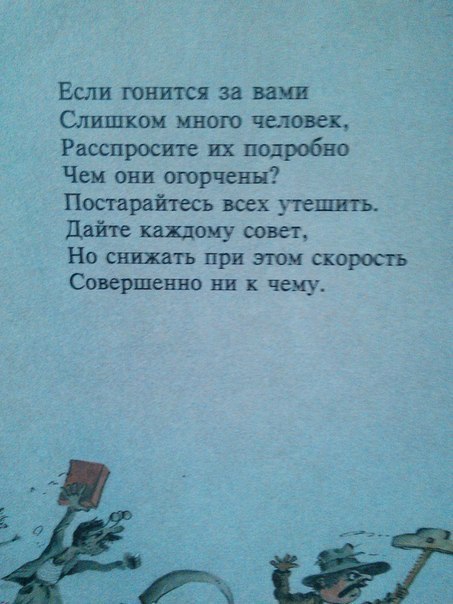 Если гонится за вами
Слишком много человек,
Расспросите их подробно
Чем они огорчены?
Постарайтесь всех утешить.
Дайте каждому совет,
Но снижать при этом скорость
Совершенно ни к чему.